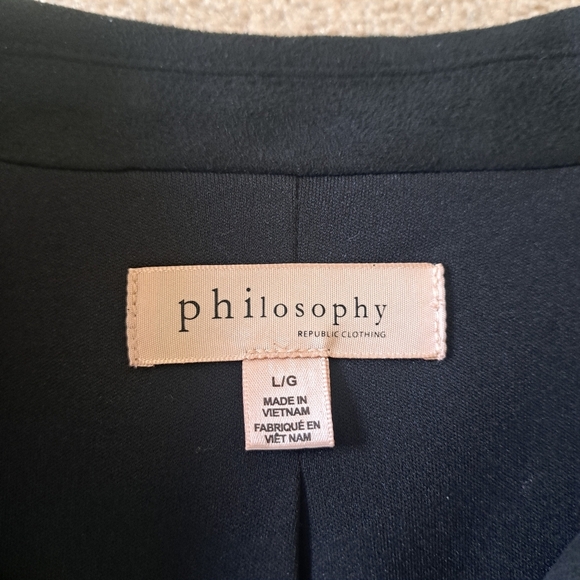 philosophy
REPUBLIC CLOTHING
L/G
MADE IN
VIETNAM
FABRIQUÉ EN
VIÊT NAM